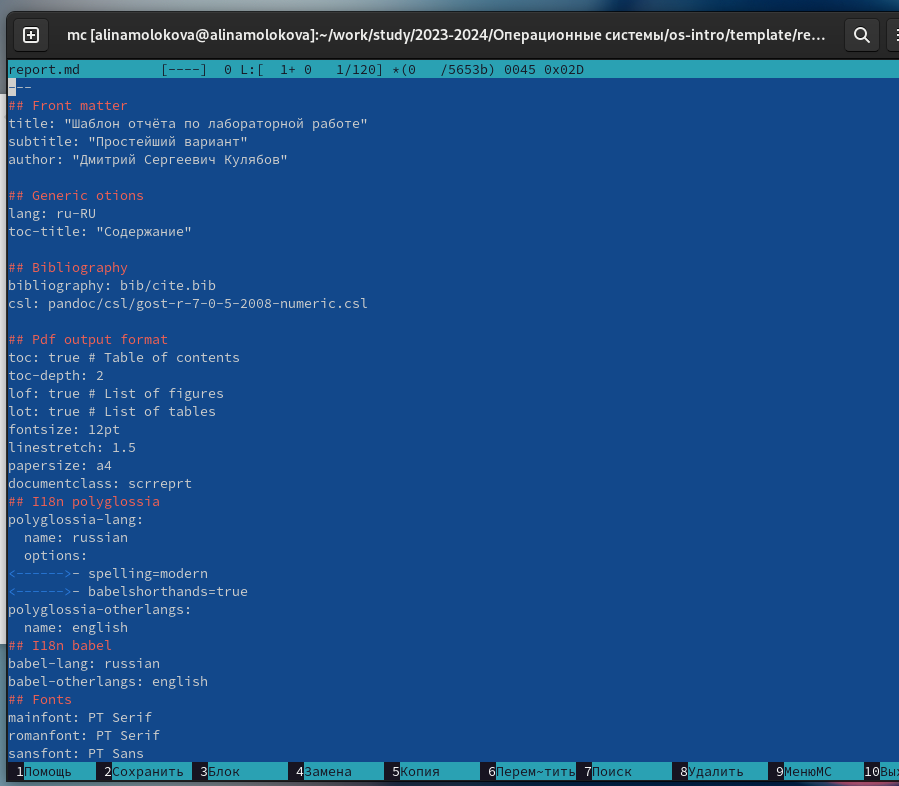 mc [alinamolokova@alinamolokova]:~/work/study/2023-2024/Операционные системы/os-intro/template/re...
report.md [----] 0 L:[ 1+ 0 1/120] *(0 /5653b) 0045 0x02D
---
## Front matter
title: "Шаблон отчёта по лабораторной работе"
subtitle: "Простейший вариант"
author: "Дмитрий Сергеевич Кулябов"
## Generic otions
lang: ru-RU
toc-title: "Содержание"
## Bibliography
bibliography: bib/cite.bib
csl: pandoc/csl/gost-r-7-0-5-2008-numeric.csl
## Pdf output format
toc: true # Table of contents
toc-depth: 2
lof: true # List of figures
lot: true # List of tables
fontsize: 12pt
linestretch: 1.5
papersize: a4
documentclass: scrreprt
## I18n polyglossia
polyglossia-lang:
  name: russian
  options:
<------>- spelling=modern
<------>- babelshorthands=true
polyglossia-otherlangs:
  name: english
## I18n babel
babel-lang: russian
babel-otherlangs: english
## Fonts
mainfont: PT Serif
romanfont: PT Serif
sansfont: PT Sans
1Помощь 2Сохранить 3Блок 4Замена 5Копия 6Перем~тить 7Поиск 8Удалить 9МенюМС 10Вы